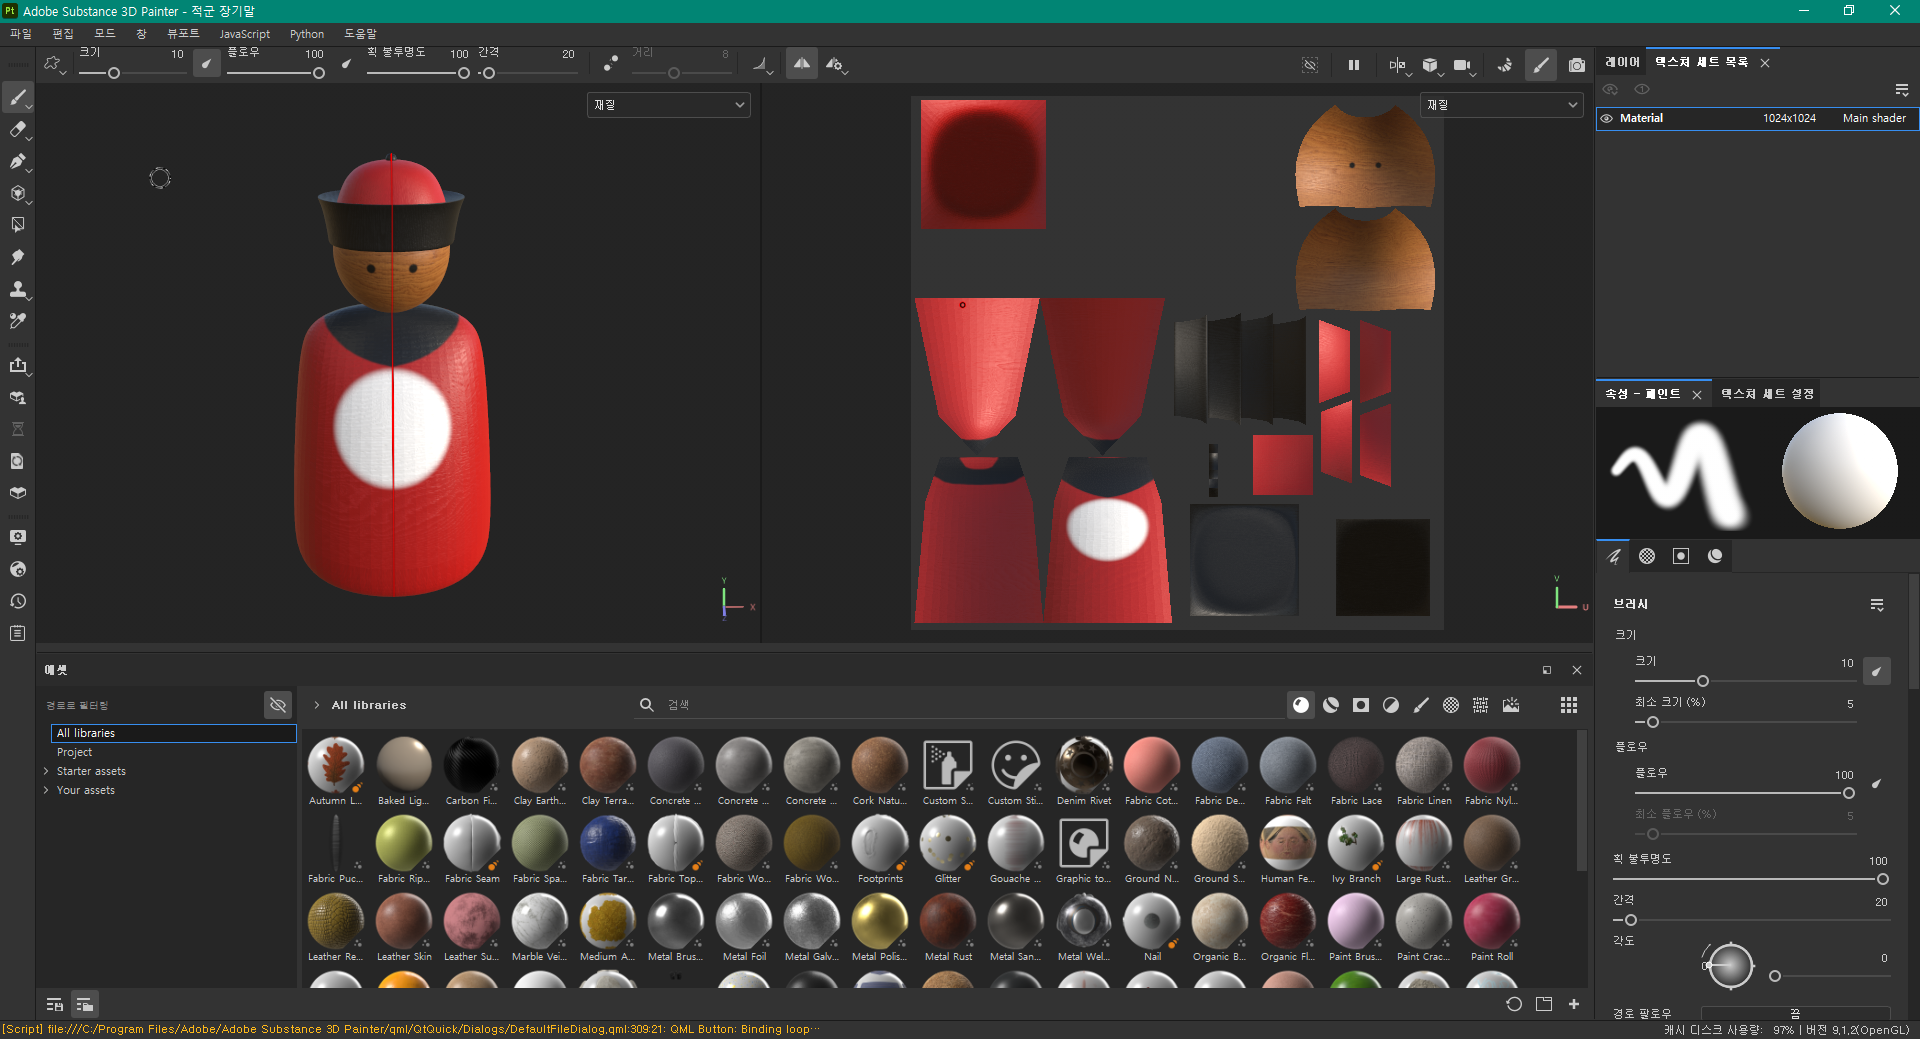 Pt Adobe Substance 3D Painter - 적군 장기말
파일 편집 모드 창 뷰포트 JavaScript Python 도움말
크기 10 플로우 100 획 불투명도 100 간격 20 거리 8
재질
재질
Y
X
Z
V
U
레이어 텍스처 세트 목록
Material 1024x1024 Main shader
속성 - 페인트 텍스처 세트 설정
브러시
크기
크기 10
최소 크기 (%) 5
플로우
플로우 100
최소 플로우 (%) 5
획 불투명도 100
간격 20
각도
0 0
경로 팔로우 끔
에셋
경로로 필터링
All libraries
Project
Starter assets
Your assets
All libraries 검색
Autumn L... Baked Lig... Carbon Fi... Clay Earth... Clay Terra... Concrete ... Concrete ... Concrete ... Cork Natu... Custom S... Custom Sti... Denim Rivet Fabric Cot... Fabric De... Fabric Felt Fabric Lace Fabric Linen Fabric Nyl...
Fabric Puc... Fabric Rip... Fabric Seam Fabric Spa... Fabric Tar... Fabric Top... Fabric Wo... Fabric Wo... Footprints Glitter Gouache ... Graphic to... Ground N... Ground S... Human Fe... Ivy Branch Large Rust... Leather Gr...
Leather Re... Leather Skin Leather Su... Marble Vei... Medium A... Metal Brus... Metal Foil Metal Galv... Metal Polis... Metal Rust Metal San... Metal Wel... Nail Organic B... Organic Fl... Paint Brus... Paint Crac... Paint Roll
[Script] file:///C:/Program Files/Adobe/Adobe Substance 3D Painter/qml/QtQuick/Dialogs/DefaultFileDialog.qml:309:21: QML Button: Binding loop...
캐시 디스크 사용량: 97% | 버전 9.1.2(OpenGL)